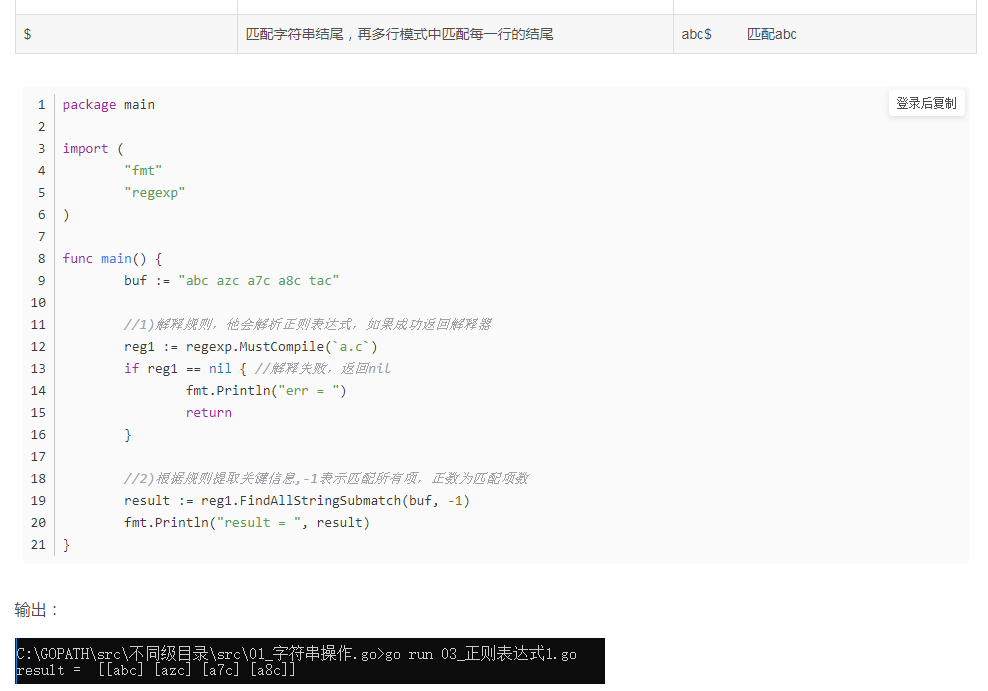 $ 匹配字符串结尾，再多行模式中匹配每一行的结尾 abc$ 匹配abc
登录后复制
1 package main
2
3 import (
4 "fmt"
5 "regexp"
6 )
7
8 func main() {
9 buf := "abc azc a7c a8c tac"
10
11 //1)解释规则，他会解析正则表达式，如果成功返回解释器
12 reg1 := regexp.MustCompile(`a.c`)
13 if reg1 == nil { //解释失败，返回nil
14 fmt.Println("err = ")
15 return
16 }
17
18 //2)根据规则提取关键信息,-1表示匹配所有项，正数为匹配项数
19 result := reg1.FindAllStringSubmatch(buf, -1)
20 fmt.Println("result = ", result)
21 }
输出：
C:\GOPATH\src\不同级目录\src\01_字符串操作.go>go run 03_正则表达式1.go
result =  [[abc] [azc] [a7c] [a8c]]